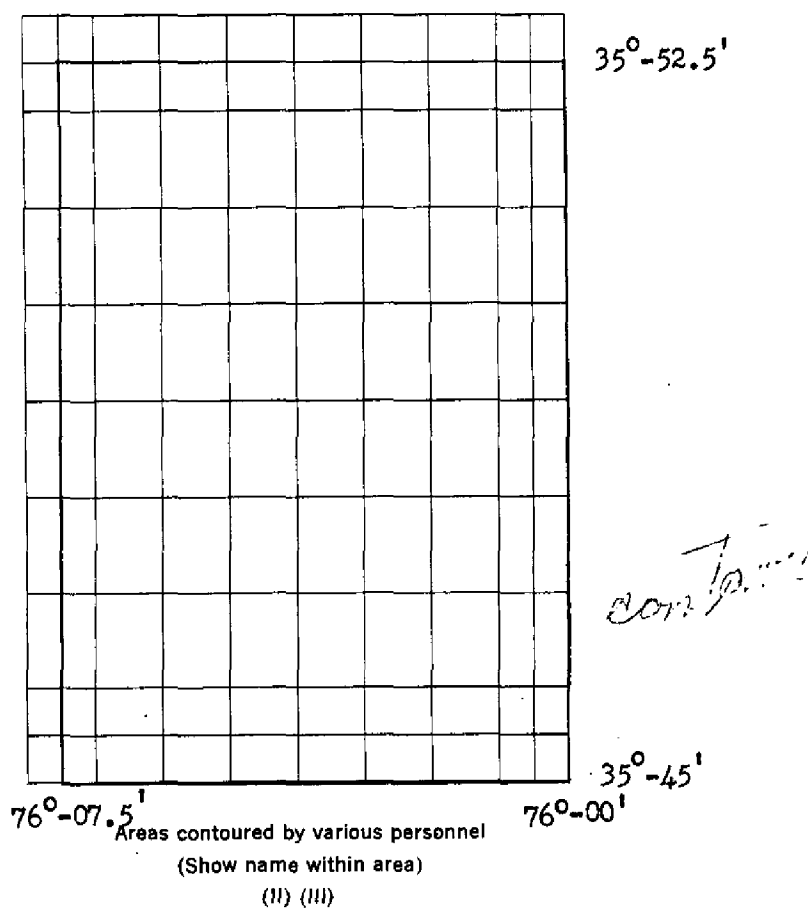 35°-52.5'
35°-45'
76°-07.5' 76°-00'
Areas contoured by various personnel
(Show name within area)
(II) (III)